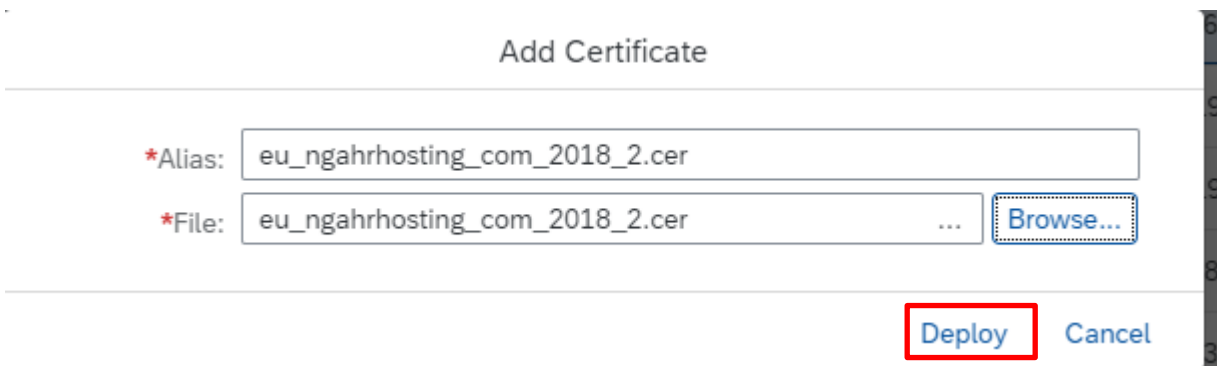 Add Certificate
*Alias: eu_ngahrhosting_com_2018_2.cer
*File: eu_ngahrhosting_com_2018_2.cer ... Browse...
Deploy Cancel